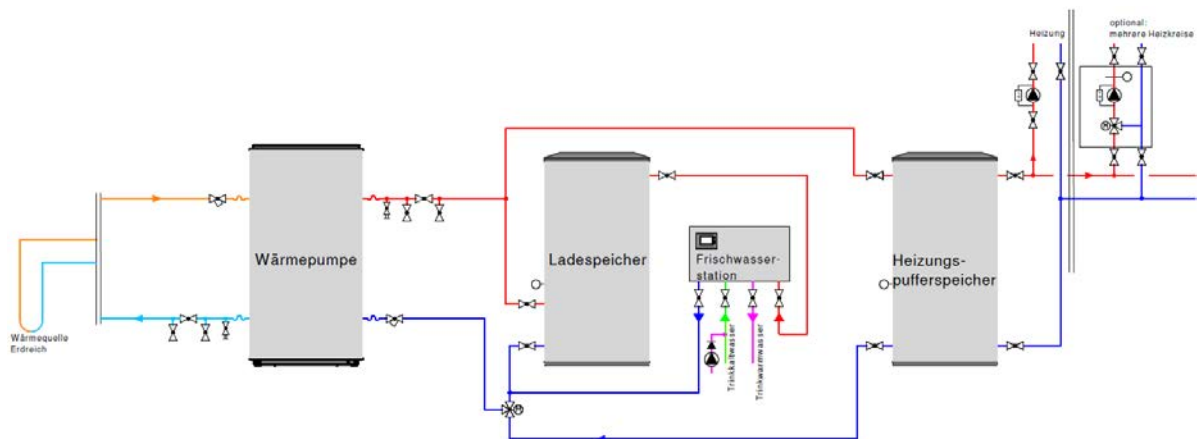 optional:
Heizung
mehrere Heizkreise
Wärmepumpe
Ladespeicher
Frischwasser-
station
Heizungs-
pufferspeicher
Wärmequelle
Erdreich
Trinkkaltwasser
Trinkwarmwasser
M
M